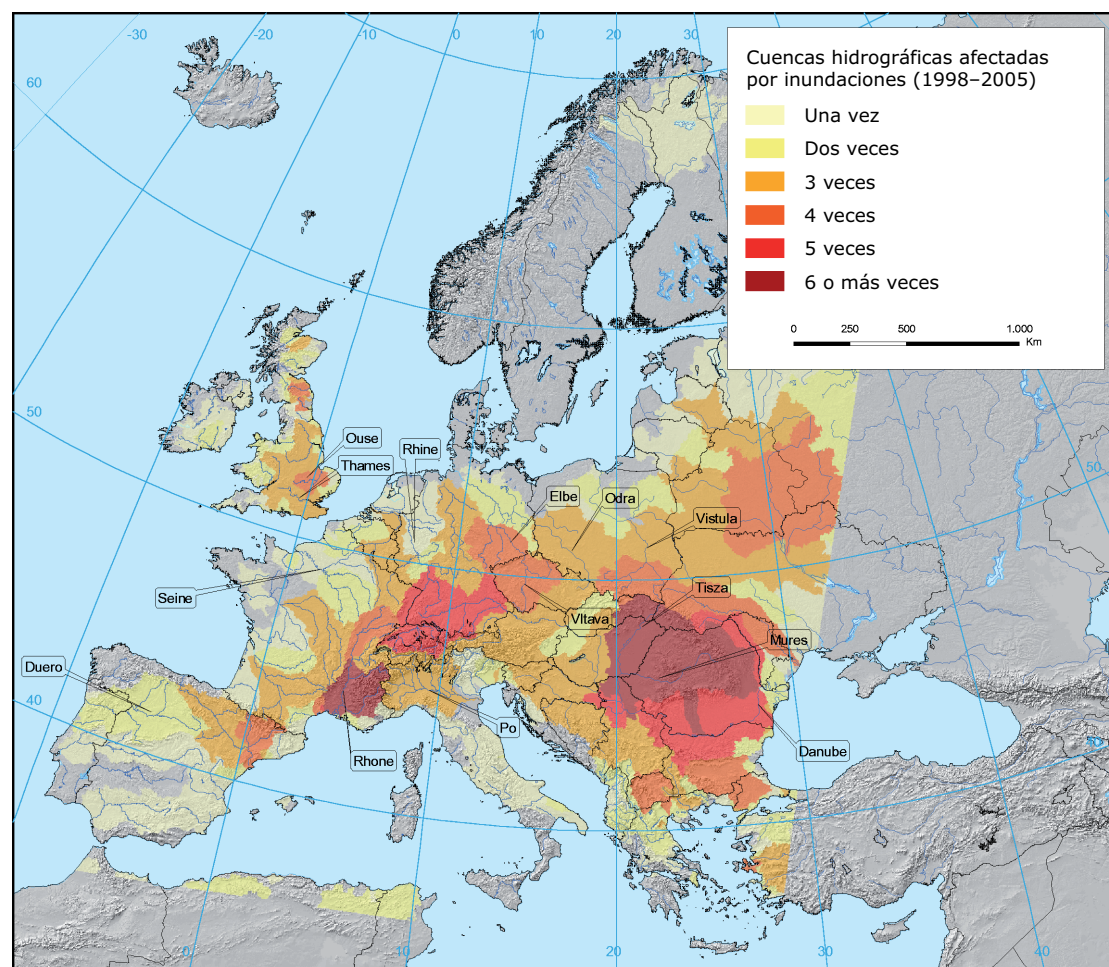 -30
-20
-10
0
10
20
30
60
Cuencas hidrográficas afectadas
por inundaciones (1998–2005)
Una vez
Dos veces
3 veces
4 veces
5 veces
6 o más veces
0 250 500 1.000
Km
50
Ouse
Rhine
Thames
50
Elbe
Odra
Vistula
Seine
Tisza
Vltava
Mures
Duero
40
Po
Danube
Rhone
0
10
20
30
40